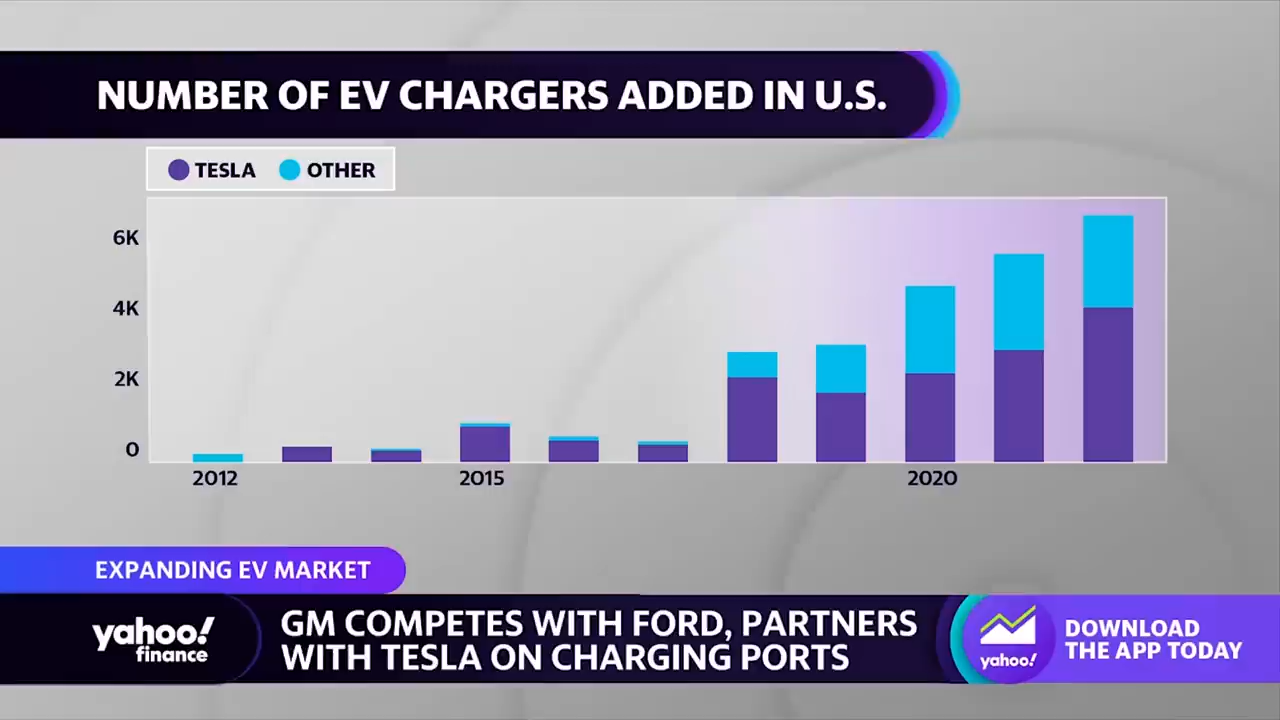 NUMBER OF EV CHARGERS ADDED IN U.S.
TESLA OTHER
6K
4K
2K
0
2012 2015 2020
EXPANDING EV MARKET
yahoo!
finance
GM COMPETES WITH FORD, PARTNERS
WITH TESLA ON CHARGING PORTS
yahoo!
DOWNLOAD
THE APP TODAY